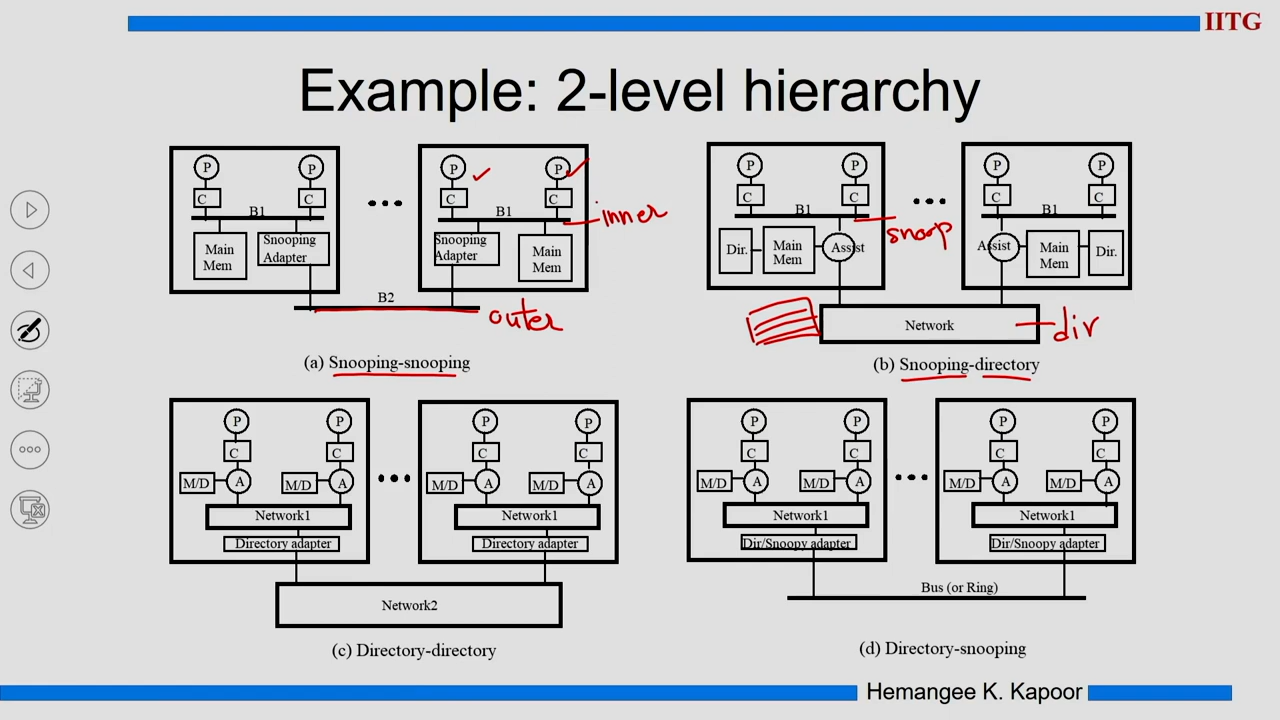 IITG
Example: 2-level hierarchy
P P
C C
B1
Main
Mem
Snooping
Adapter
P P
C C
B1
inner
Snooping
Adapter
Main
Mem
B2
outer
(a) Snooping-snooping
P P
C C
B1
snoop
Dir.
Main
Mem
Assist
P P
C C
B1
Assist
Main
Mem
Dir.
Network
dir
(b) Snooping-directory
P P
C C
M/D A M/D A
Network1
Directory adapter
P P
C C
M/D A M/D A
Network1
Directory adapter
Network2
(c) Directory-directory
P P
C C
M/D A M/D A
Network1
Dir/Snoopy adapter
P P
C C
M/D A M/D A
Network1
Dir/Snoopy adapter
Bus (or Ring)
(d) Directory-snooping
Hemangee K. Kapoor